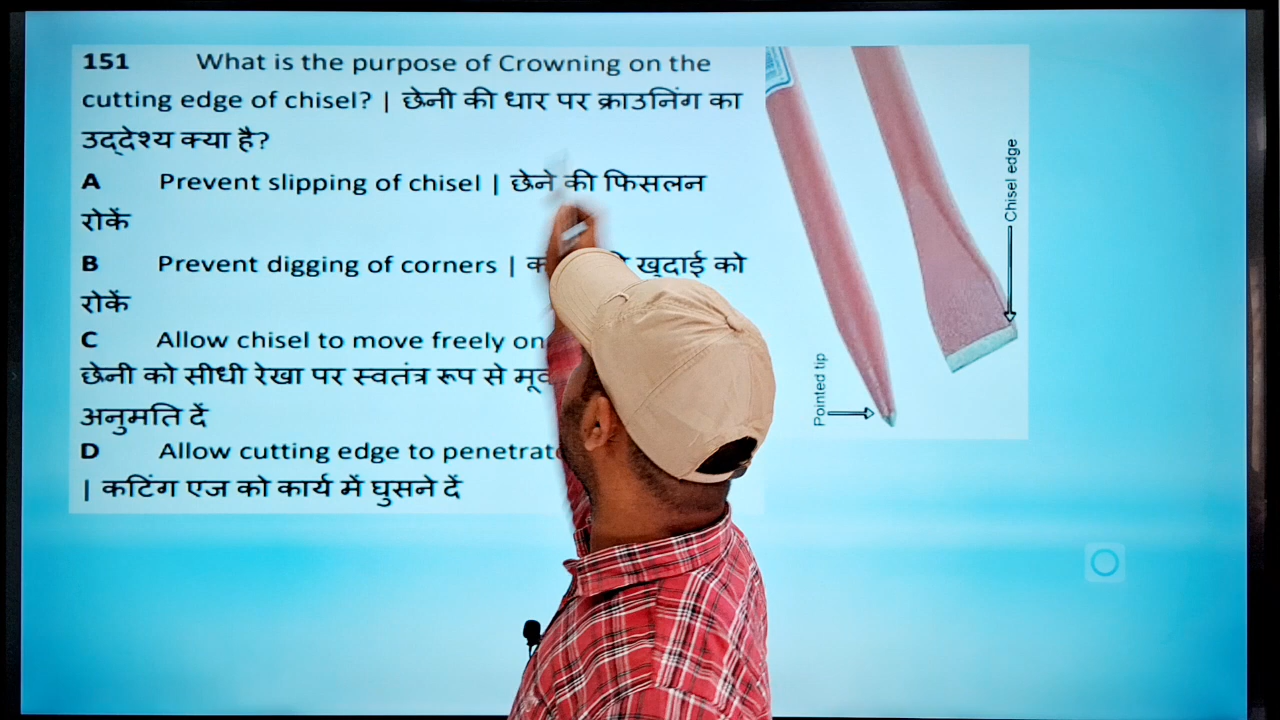 151 What is the purpose of Crowning on the
cutting edge of chisel? | छेनी की धार पर क्राउनिंग का
उद्देश्य क्या है?
A Prevent slipping of chisel | छेने की फिसलन
रोकें
B Prevent digging of corners | खुदाई को
रोकें
C Allow chisel to move freely on
छेनी को सीधी रेखा पर स्वतंत्र रूप से
अनुमति दें
D Allow cutting edge to
| कटिंग एज को कार्य में घुसने दें
Pointed tip
Chisel edge